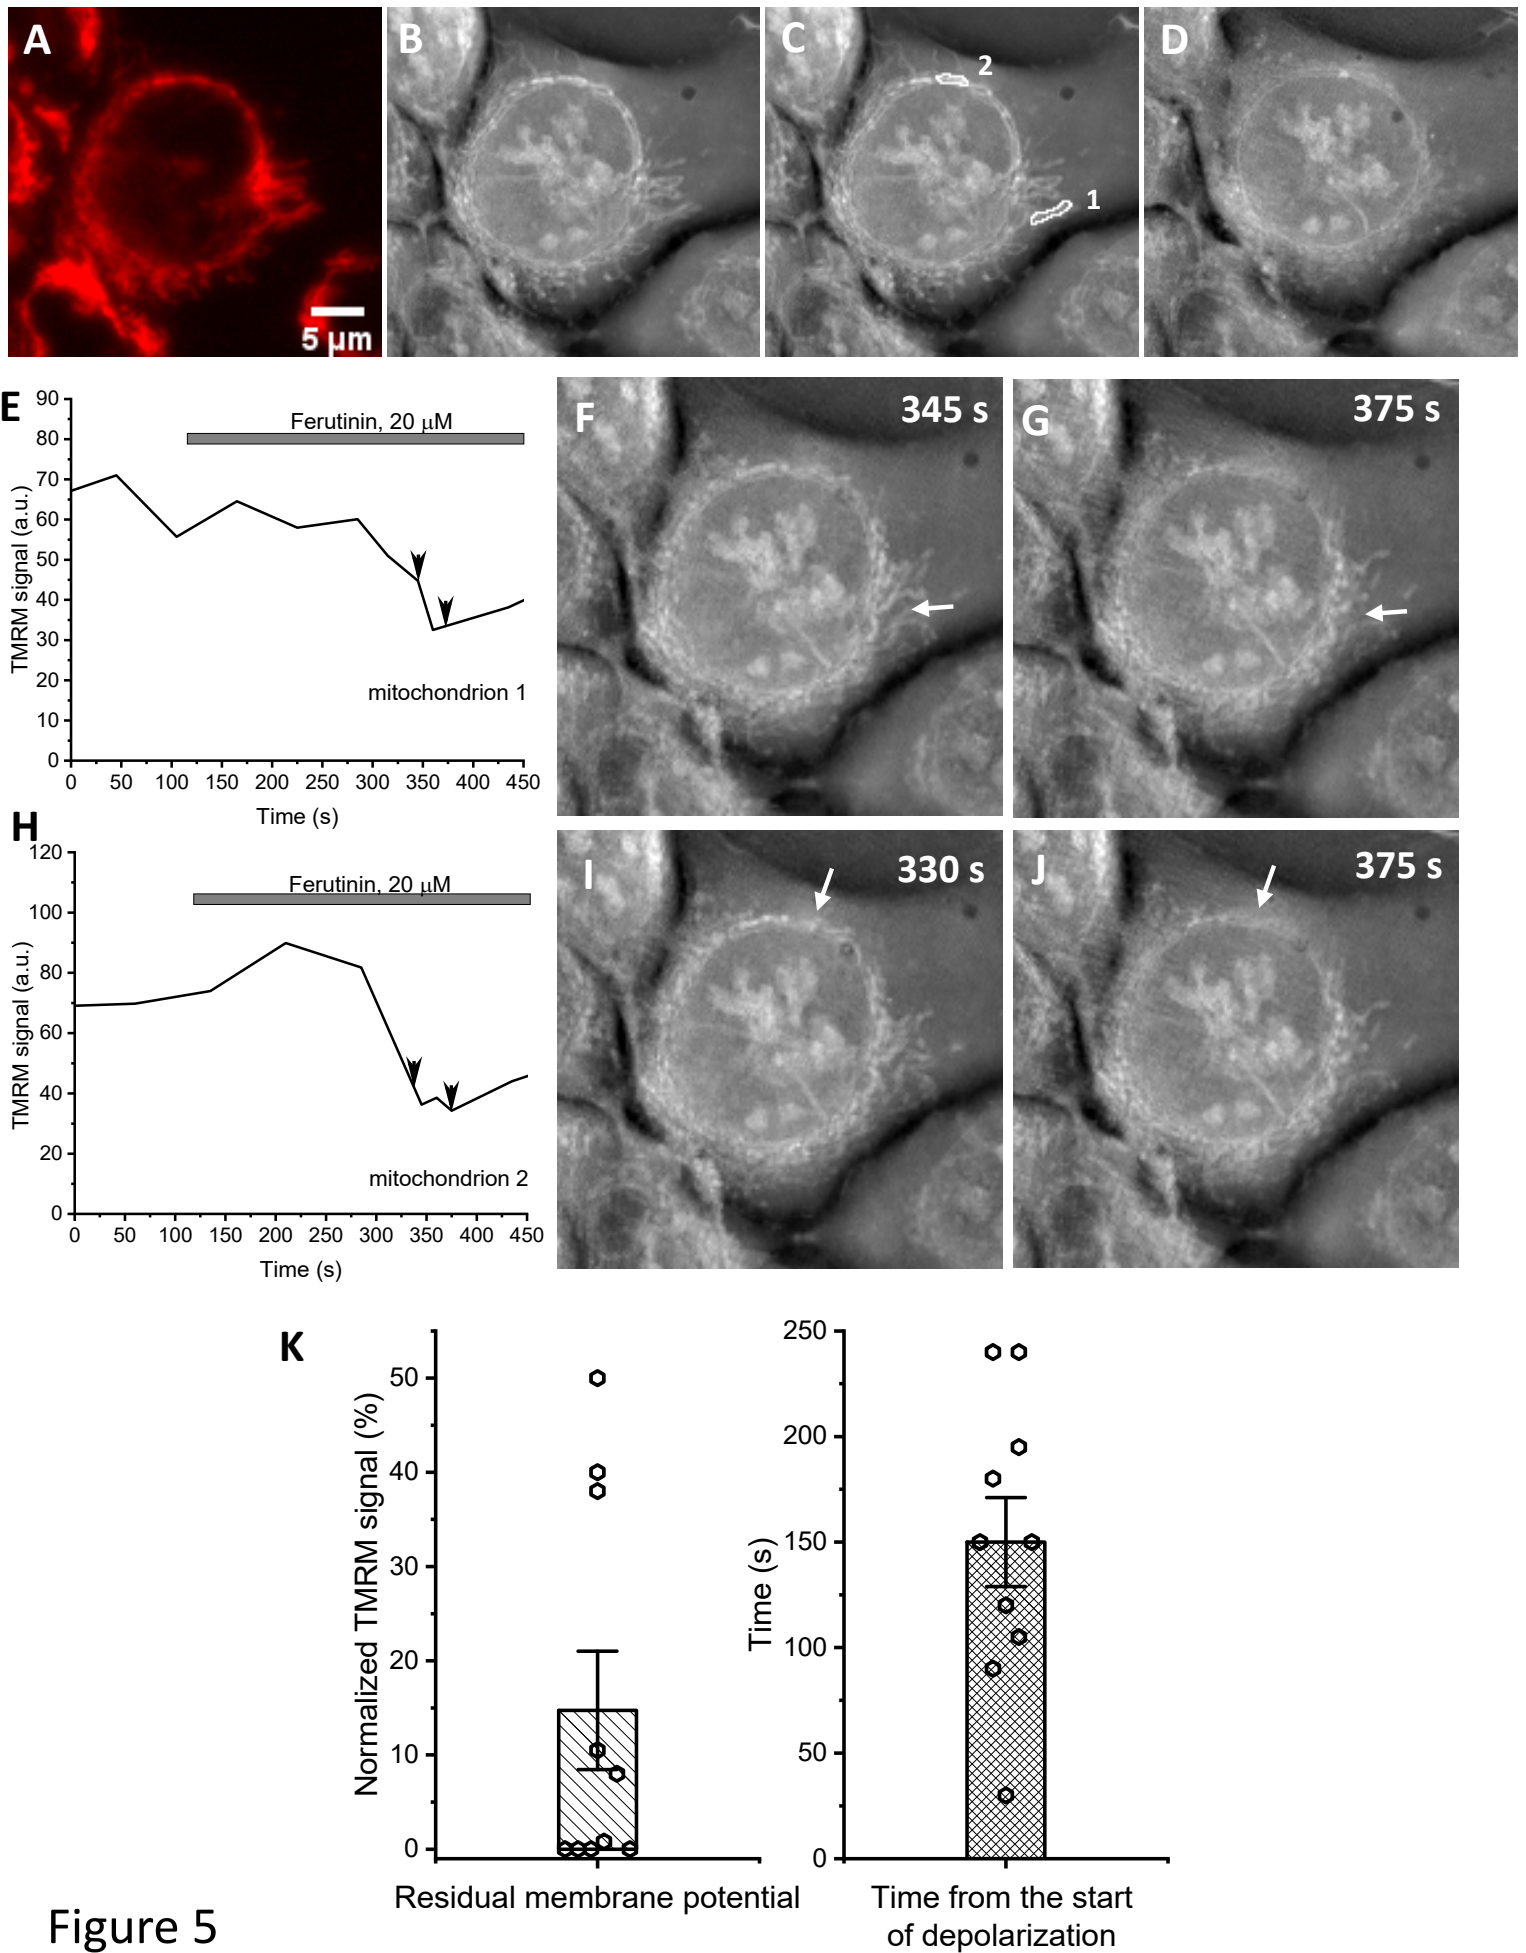 A
5 µm
B
C
2
1
D
E
90
80
70
60
50
40
30
20
10
0
TMRM signal (a.u.)
Ferutinin, 20 µM
mitochondrion 1
0 50 100 150 200 250 300 350 400 450
Time (s)
F
345 s
G
375 s
H
120
100
80
60
40
20
0
TMRM signal (a.u.)
Ferutinin, 20 µM
mitochondrion 2
0 50 100 150 200 250 300 350 400 450
Time (s)
I
330 s
J
375 s
K
50
40
30
20
10
0
Normalized TMRM signal (%)
Residual membrane potential
250
200
150
100
50
0
Time (s)
Time from the start
of depolarization
Figure 5